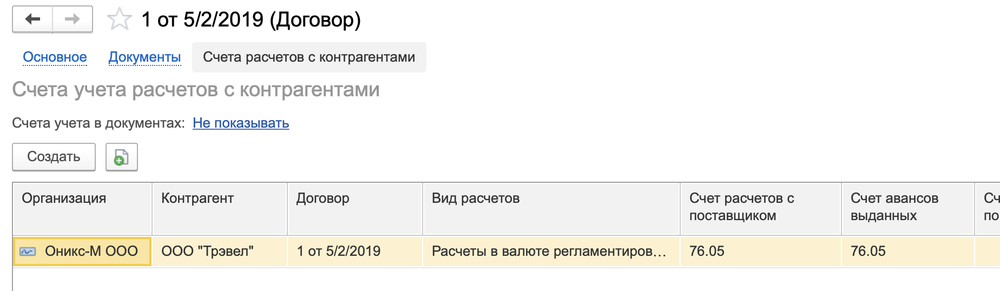 1 от 5/2/2019 (Договор)
Основное Документы Счета расчетов с контрагентами
Счета учета расчетов с контрагентами
Счета учета в документах: Не показывать
Создать
Организация Контрагент Договор Вид расчетов Счет расчетов с поставщиком Счет авансов выданных Сч по
Оникс-М ООО ООО "Трэвел" 1 от 5/2/2019 Расчеты в валюте регламентиров... 76.05 76.05